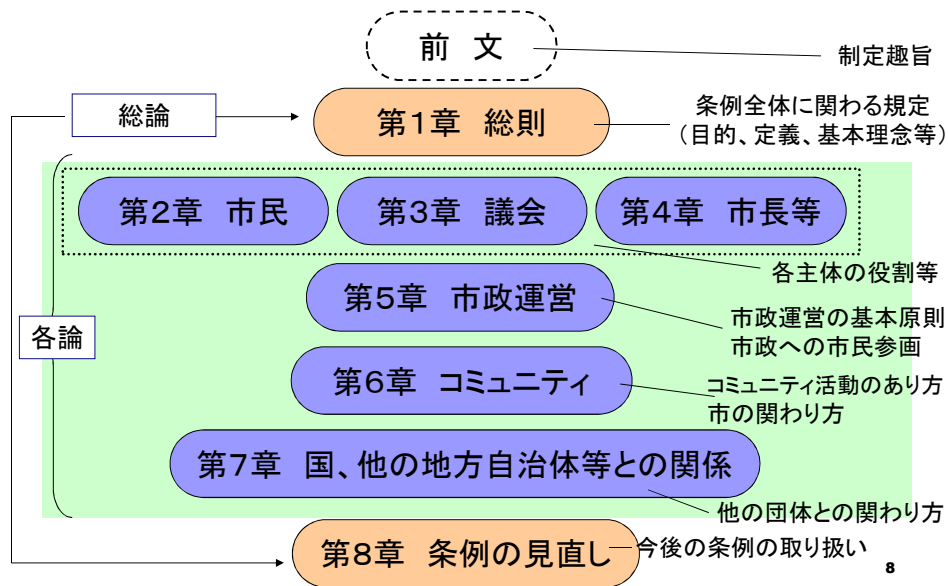 前 文
制定趣旨
総論
第1章 総則
条例全体に関わる規定
(目的、定義、基本理念等)
第2章 市民
第3章 議会
第4章 市長等
各主体の役割等
第5章 市政運営
市政運営の基本原則
市政への市民参画
各論
第6章 コミュニティ
コミュニティ活動のあり方
市の関わり方
第7章 国、他の地方自治体等との関係
他の団体との関わり方
第8章 条例の見直し
今後の条例の取り扱い
8